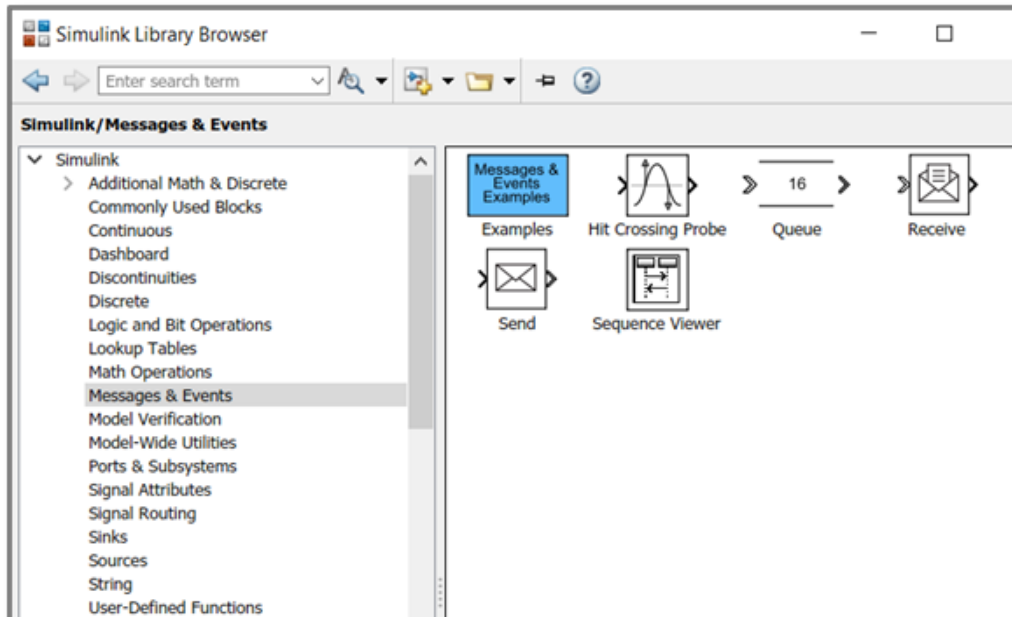 Simulink Library Browser
Enter search term
Simulink/Messages & Events
Simulink
Additional Math & Discrete
Commonly Used Blocks
Continuous
Dashboard
Discontinuities
Discrete
Logic and Bit Operations
Lookup Tables
Math Operations
Messages & Events
Model Verification
Model-Wide Utilities
Ports & Subsystems
Signal Attributes
Signal Routing
Sinks
Sources
String
User-Defined Functions
Messages &
Events
Examples
Examples
Hit Crossing Probe
16
Queue
Receive
Send
Sequence Viewer